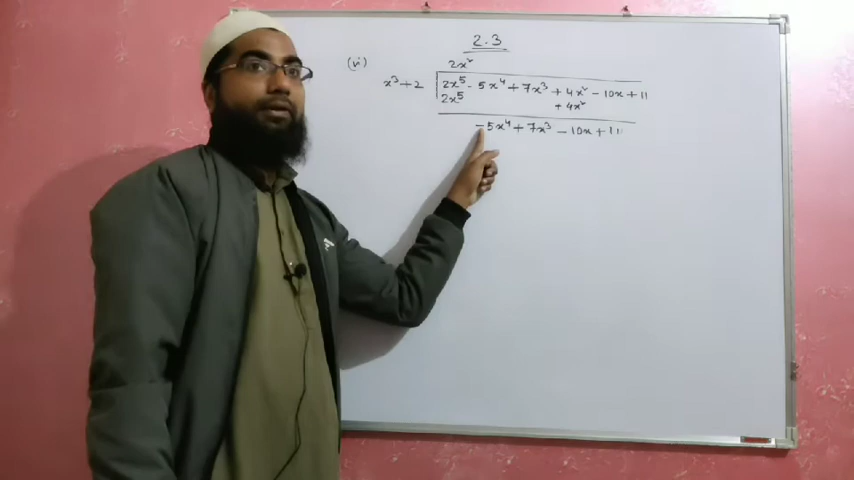 2.3
(vi)
2x²
x³+2 2x⁵ - 5x⁴ + 7x³ + 4x² - 10x + 11
2x⁵ + 4x²
-5x⁴ + 7x³ - 10x + 11